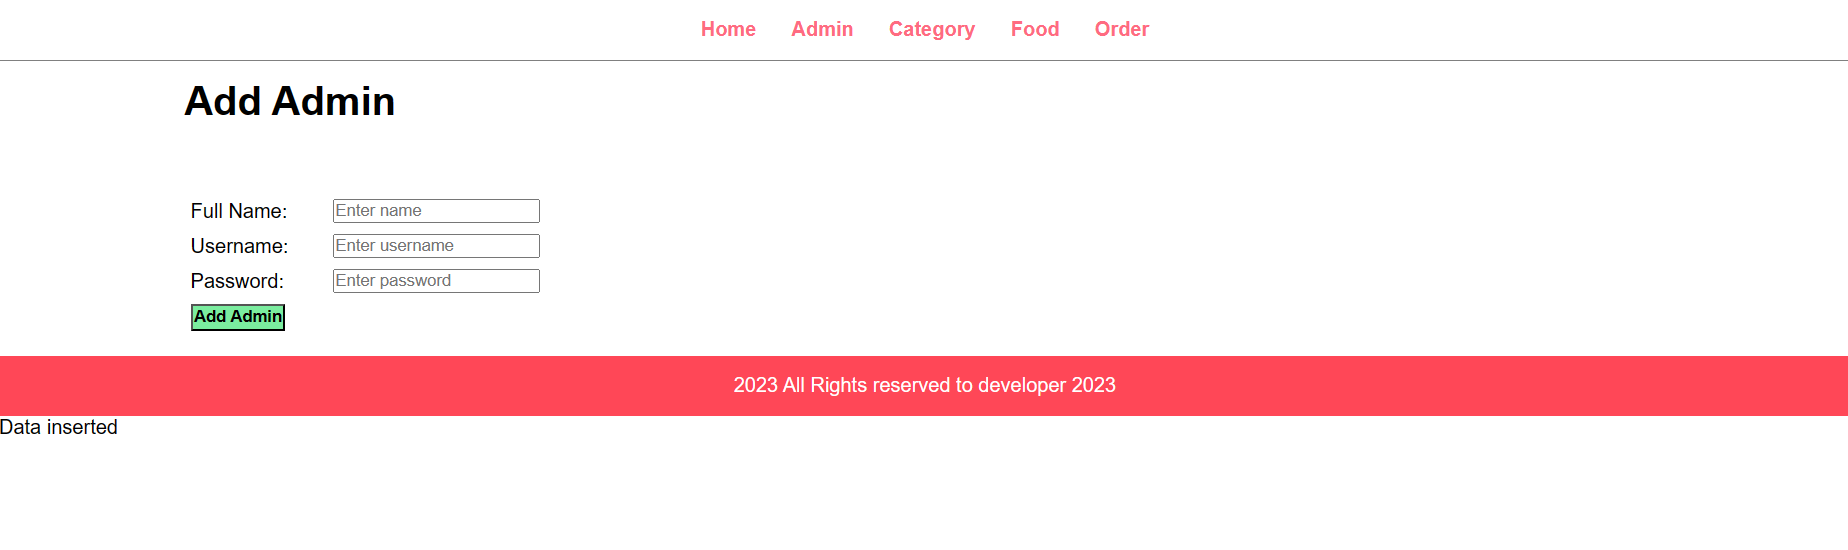 Home Admin Category Food Order
Add Admin
Full Name: Enter name
Username: Enter username
Password: Enter password
Add Admin
2023 All Rights reserved to developer 2023
Data inserted